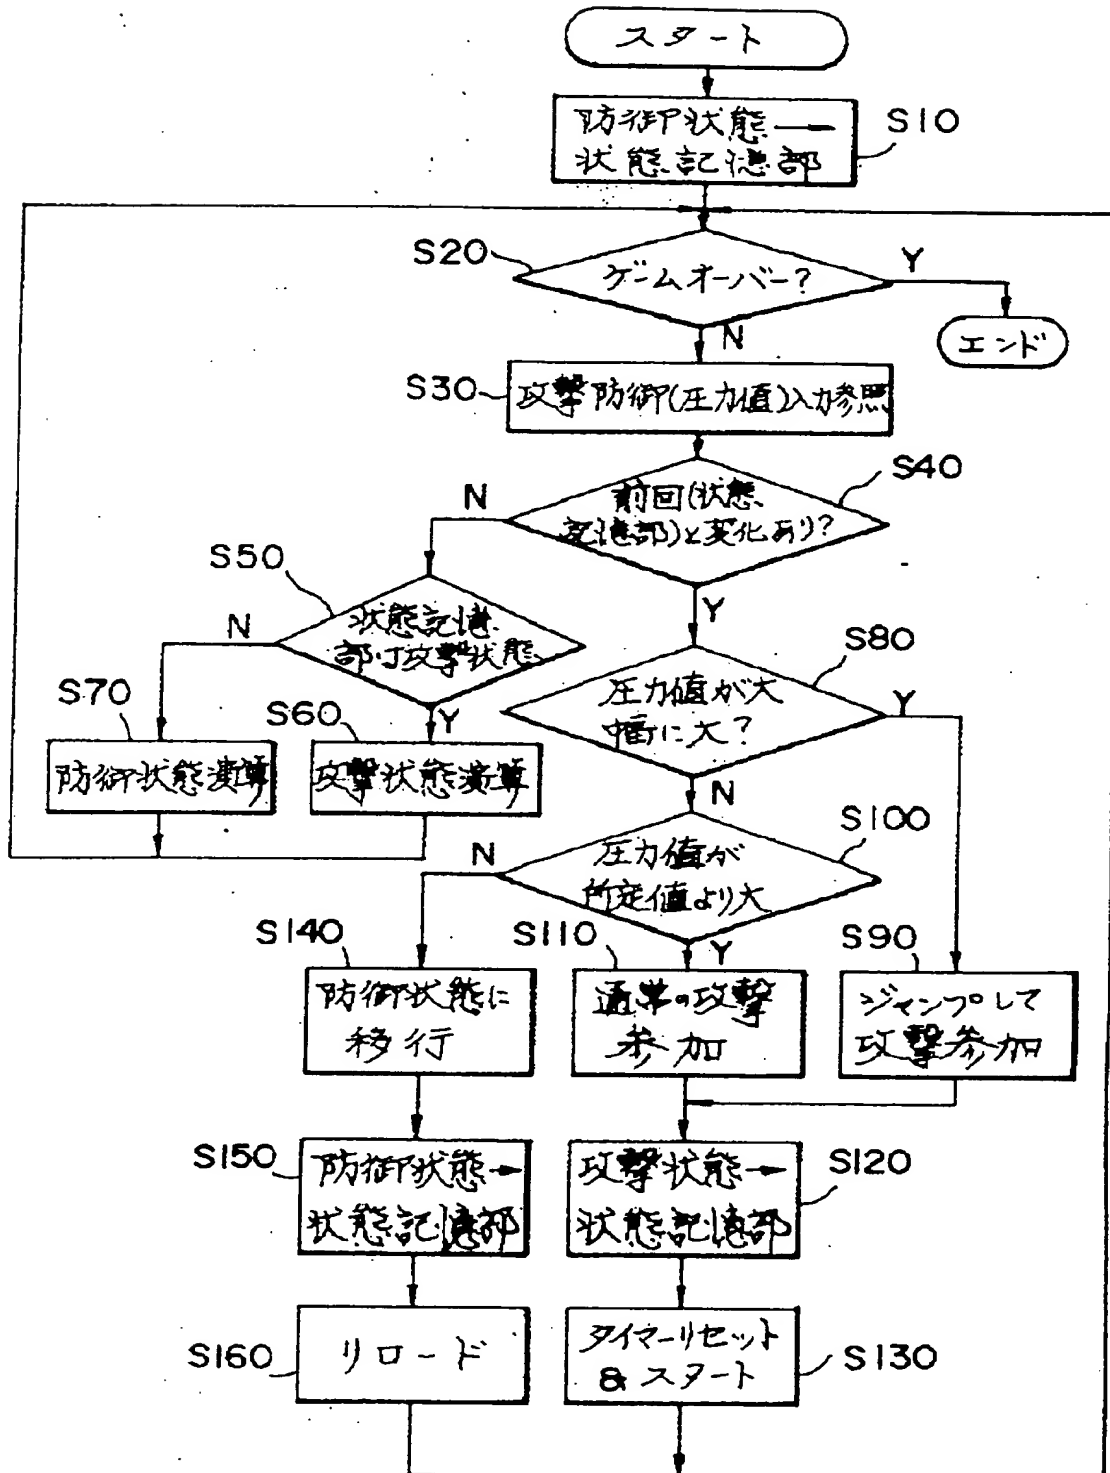 スタート
防御状態→
状態記憶部
S10
S20
ゲームオーバー?
Y
N
エンド
S30
攻撃防御(圧力値)入力参照
S40
前回(状態
記憶部)と変化あり?
N
Y
S50
状態記憶
部は攻撃状態
N
Y
S80
圧力値が大
幅に大?
Y
N
S70
防御状態演算
S60
攻撃状態演算
S100
圧力値が
所定値より大
N
Y
S140
防御状態に
移行
S110
通常の攻撃
参加
S90
ジャンプして
攻撃参加
S150
防御状態→
状態記憶部
攻撃状態→
状態記憶部
S120
S160
リロード
タイマーリセット
& スタート
S130